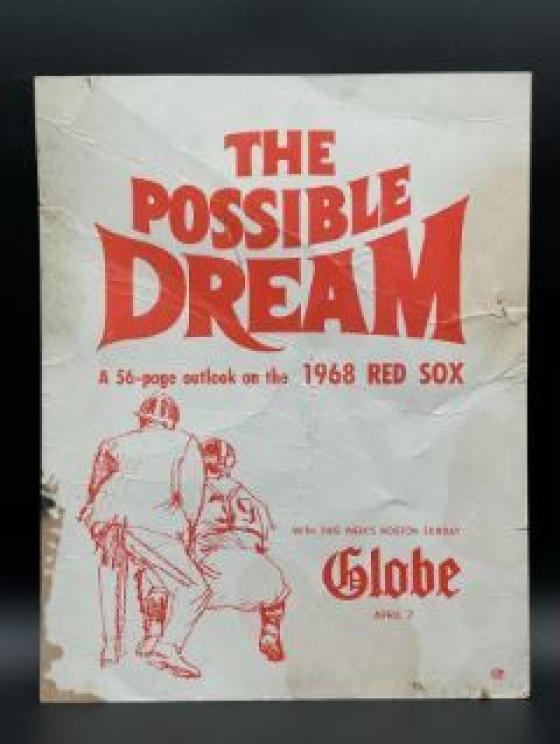 THE
POSSIBLE
DREAM
A 56-page outlook on the 1968 RED SOX
WITH THIS WEEK'S BOSTON SUNDAY
Globe
APRIL 7